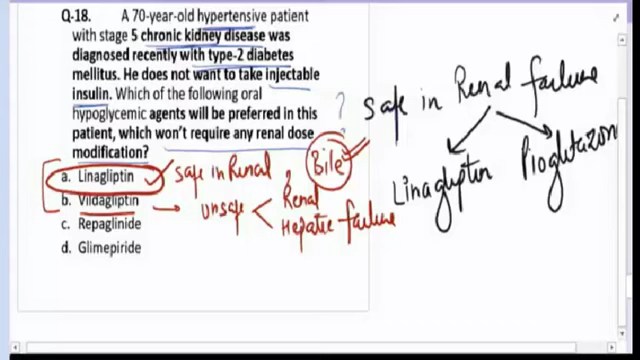 Q-18. A 70-year-old hypertensive patient
with stage 5 chronic kidney disease was
diagnosed recently with type-2 diabetes
mellitus. He does not want to take injectable
insulin. Which of the following oral
hypoglycemic agents will be preferred in this
patient, which won't require any renal dose
modification?
a. Linagliptin
b. Vildagliptin
c. Repaglinide
d. Glimepiride
safe in Renal
unsafe
Renal
Hepatic failure
?
Bile
?
Safe in Renal failure
Linagliptin
Pioglitazon